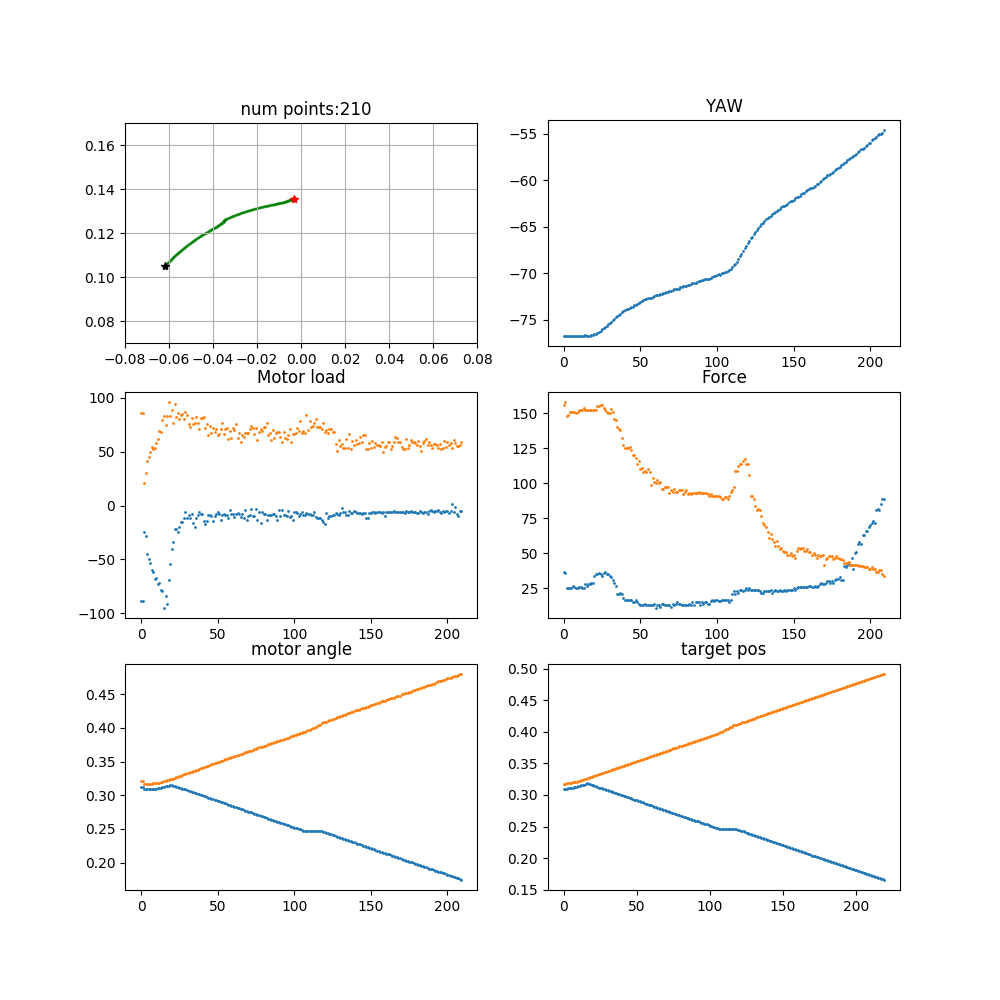 num points:210
0.16
0.14
0.12
0.10
0.08
−0.08 −0.06 −0.04 −0.02 0.00 0.02 0.04 0.06 0.08
YAW
−55
−60
−65
−70
−75
0 50 100 150 200
Motor load
100
50
0
−50
−100
0 50 100 150 200
Force
150
125
100
75
50
25
0 50 100 150 200
motor angle
0.45
0.40
0.35
0.30
0.25
0.20
0 50 100 150 200
target pos
0.50
0.45
0.40
0.35
0.30
0.25
0.20
0.15
0 50 100 150 200